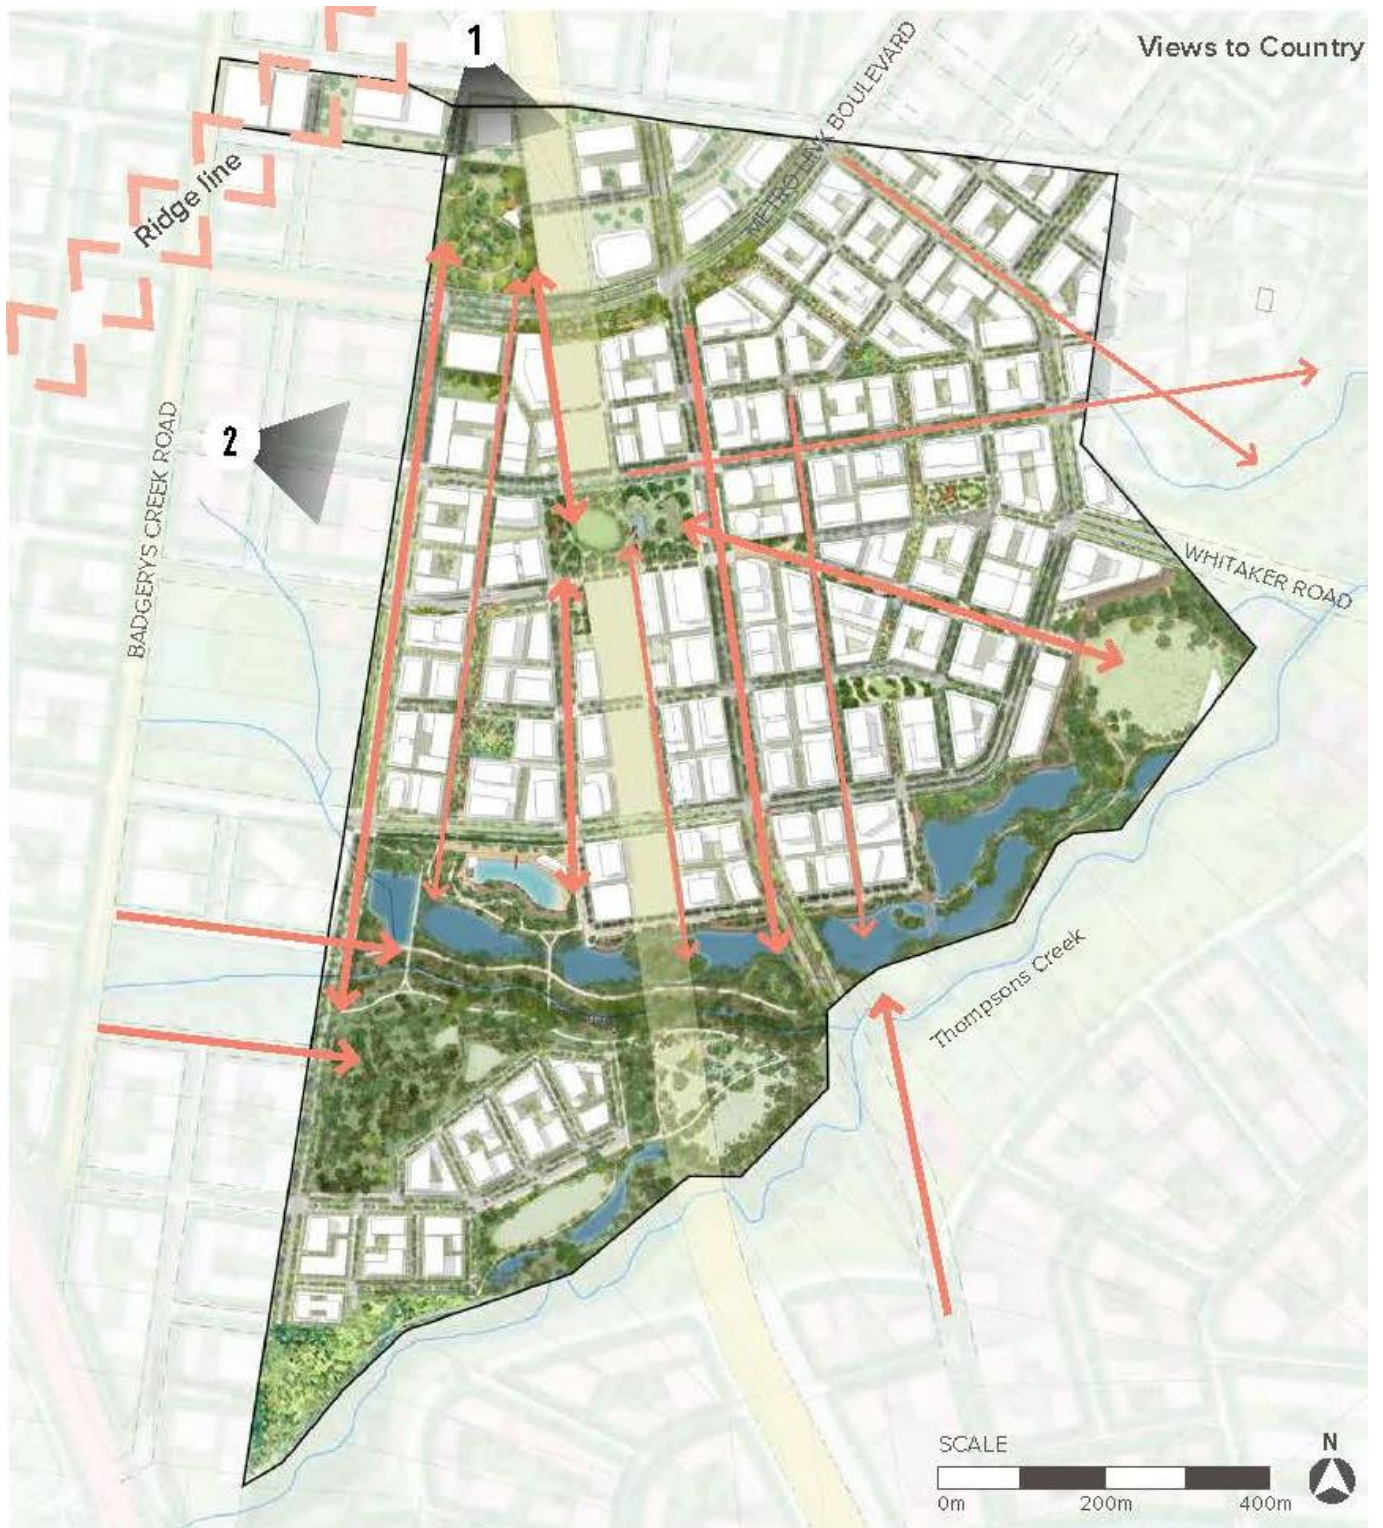 1
Views to Country
METRO LINK BOULEVARD
Ridge line
2
BADGERYS CREEK ROAD
WHITAKER ROAD
Thompsons Creek
SCALE
N
0m 200m 400m